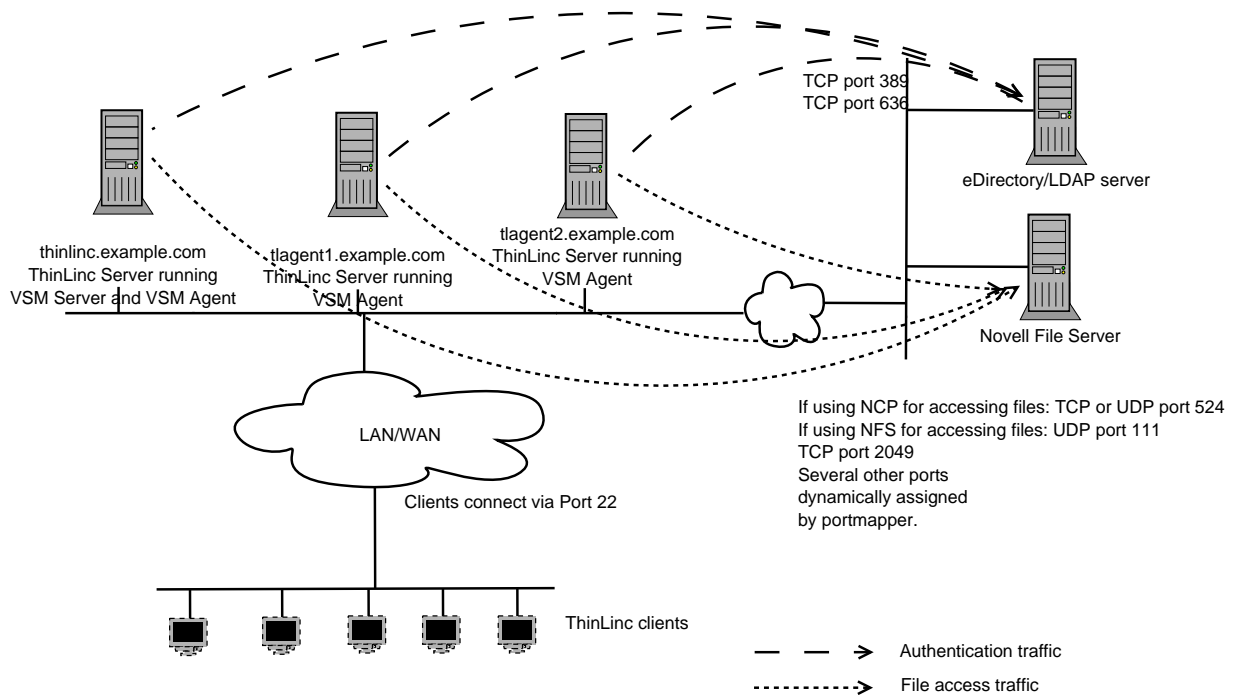 TCP port 389
TCP port 636
eDirectory/LDAP server
thinlinc.example.com
ThinLinc Server running
VSM Server and VSM Agent
tlagent1.example.com
ThinLinc Server running
VSM Agent
tlagent2.example.com
ThinLinc Server running
VSM Agent
Novell File Server
If using NCP for accessing files: TCP or UDP port 524
If using NFS for accessing files: UDP port 111
TCP port 2049
Several other ports
dynamically assigned
by portmapper.
LAN/WAN
Clients connect via Port 22
ThinLinc clients
Authentication traffic
File access traffic